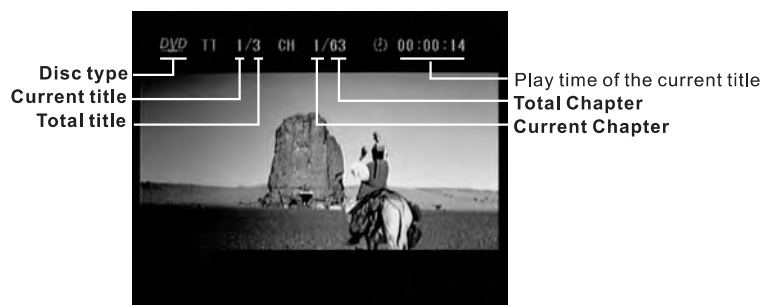 DVD TT 1/3 CH 1/63 00:00:14
Disc type
Current title
Total title
Play time of the current title
Total Chapter
Current Chapter